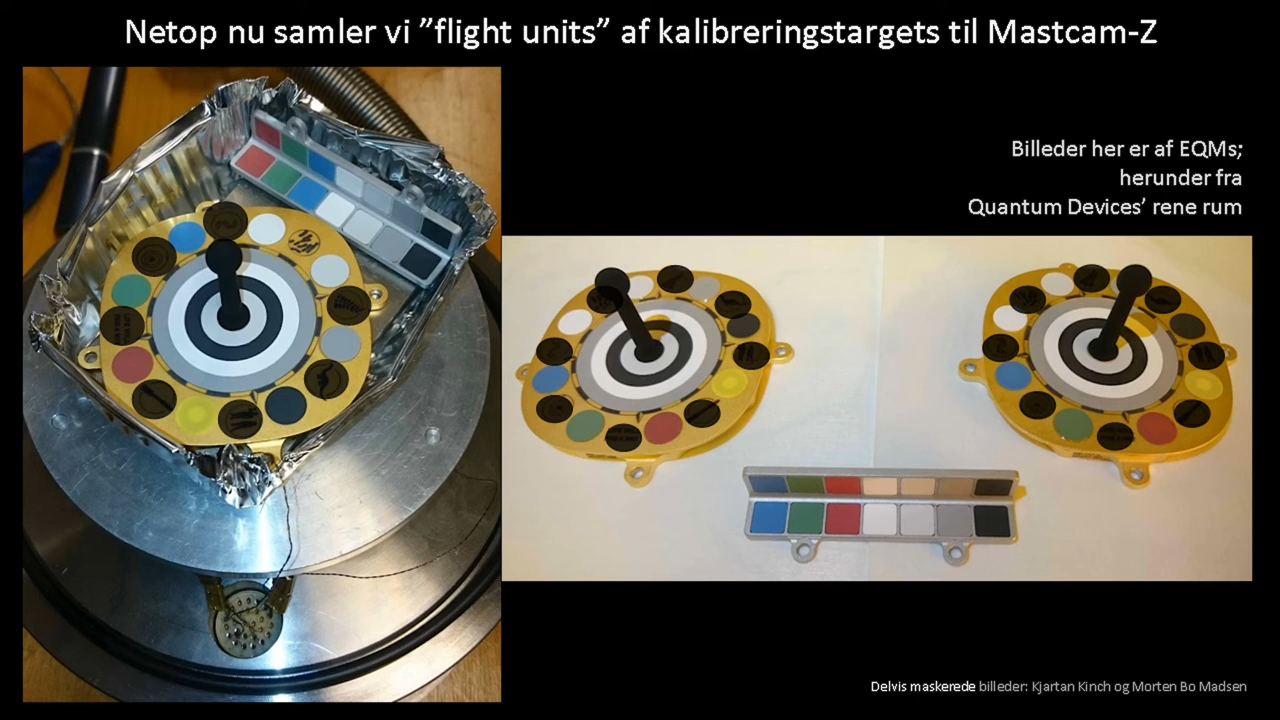 Netop nu samler vi ”flight units” af kalibreringstargets til Mastcam-Z
Billeder her er af EQMs;
herunder fra
Quantum Devices’ rene rum
Delvis maskerede billeder: Kjartan Kinch og Morten Bo Madsen